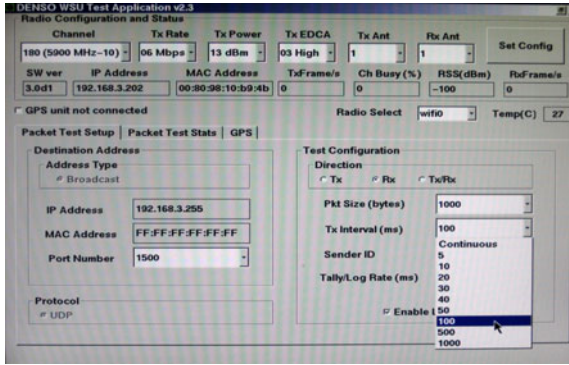 DENSO WSU Test Application v2.3
Radio Configuration and Status
Channel Tx Rate Tx Power Tx EDCA Tx Ant Rx Ant
180 (5900 MHz-10) 06 Mbps 13 dBm 03 High 1 1 Set Config
SW ver IP Address MAC Address TxFrame/s Ch Busy (%) RSS(dBm) RxFrame/s
3.0d1 192.168.3.202 00:80:98:10:b9:4b 0 0 -100 0
GPS unit not connected Radio Select wifi0 Temp(C) 27
Packet Test Setup Packet Test Stats GPS
Destination Address Test Configuration
Address Type Direction
Broadcast Tx Rx Tx/Rx
IP Address 192.168.3.255 Pkt Size (bytes) 1000
MAC Address FF:FF:FF:FF:FF:FF Tx Interval (ms) 100
Continuous
Port Number 1500 Sender ID 5
10
Tally/Log Rate (ms) 20
30
Protocol 40
UDP Enable 50
100
500
1000